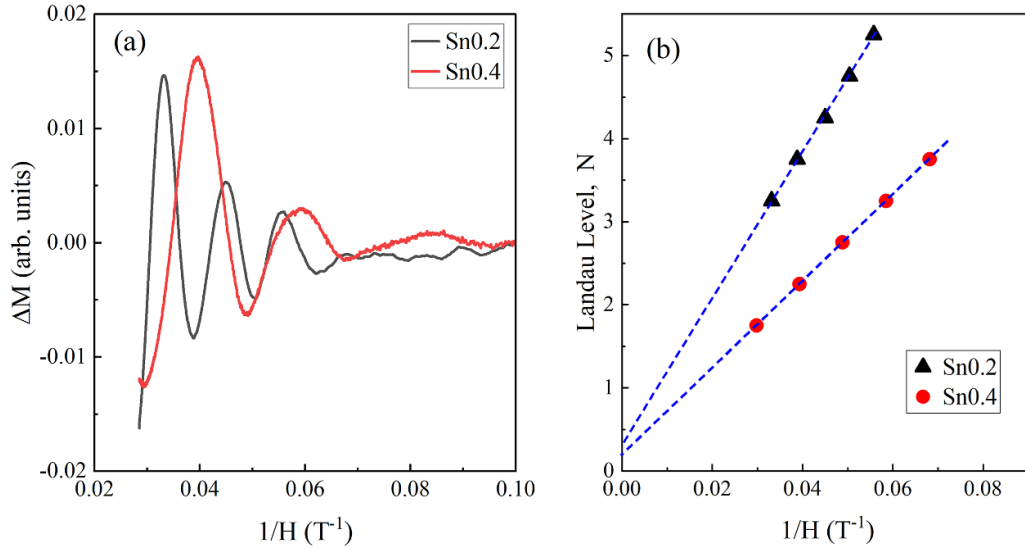 (a)
Sn0.2
Sn0.4
0.02
0.01
0.00
-0.01
-0.02
ΔM (arb. units)
0.02
0.04
0.06
0.08
0.10
1/H (T⁻¹)
(b)
5
4
3
2
1
0
Landau Level, N
Sn0.2
Sn0.4
0.00
0.02
0.04
0.06
0.08
1/H (T⁻¹)